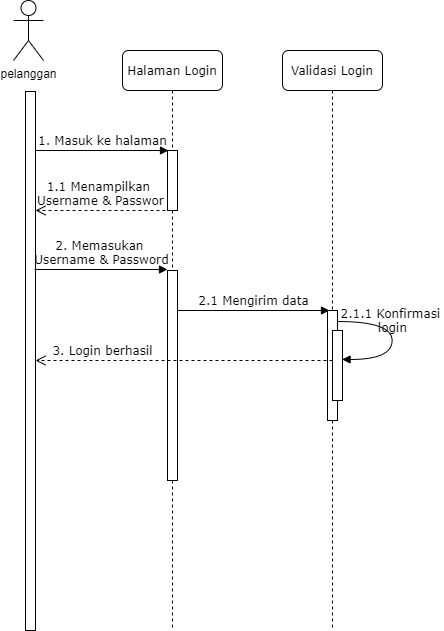 pelanggan
Halaman Login
Validasi Login
1. Masuk ke halaman
1.1 Menampilkan
Username & Passwor
2. Memasukan
Username & Password
2.1 Mengirim data
2.1.1 Konfirmasi
login
3. Login berhasil